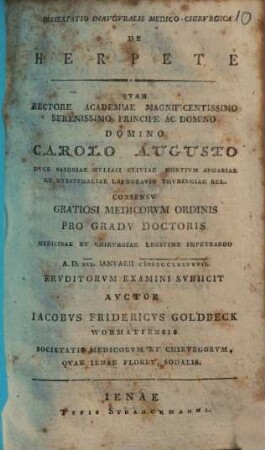 DISSERTATIO INAVGVRALIS MEDICO-CHIRVRGICA
10
DE
HERPETE
QVAM
RECTORE ACADEMIAE MAGNIFICENTISSIMO
SERENISSIMO PRINCIPE AC DOMINO
DOMINO
CAROLO AUGUSTO
DVCE SAXONIAE IVLIACI CLIVIAE MONTIVM ANGARIAE
ET GVESTPHALIAE LANDGRAVIO THVRINGIAE REL.
CONSENSV
GRATIOSI MEDICORVM ORDINIS
PRO GRADV DOCTORIS
MEDICINAE ET CHIRVRGIAE LEGITIME IMPETRANDO
A. D. IANVARII
ERVDITORVM EXAMINI SVBIICIT
AVCTOR
IACOBVS FRIDERICVS GOLDBECK
WORMATIENSIS
SOCIETATIS MEDICORVM ET CHIRVRGORVM,
QVAE IENAE FLORET, SODALIS.
IENAE
TYPIS STRANCKMANNI.